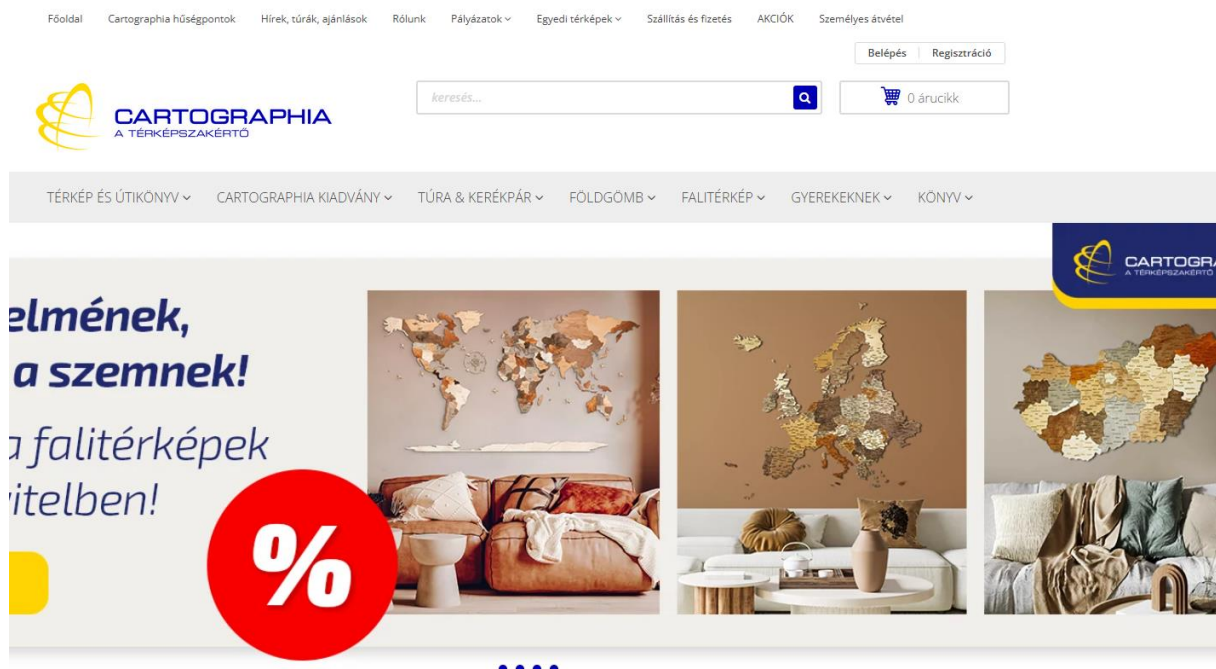 Főoldal Cartographia hűségpontok Hírek, túrák, ajánlások Rólunk Pályázatok Egyedi térképek Szállítás és fizetés AKCIÓK Személyes átvétel
Belépés Regisztráció
keresés...
0 árucikk
CARTOGRAPHIA
A TÉRKÉPSZAKÉRTŐ
TÉRKÉP ÉS ÚTIKÖNYV CARTOGRAPHIA KIADVÁNY TÚRA & KERÉKPÁR FÖLDGÖMB FALITÉRKÉP GYEREKEKNEK KÖNYV
CARTOGRA
A TÉRKÉPSZAKÉRTŐ
elmének,
a szemnek!
a falitérképek
itelben!
%